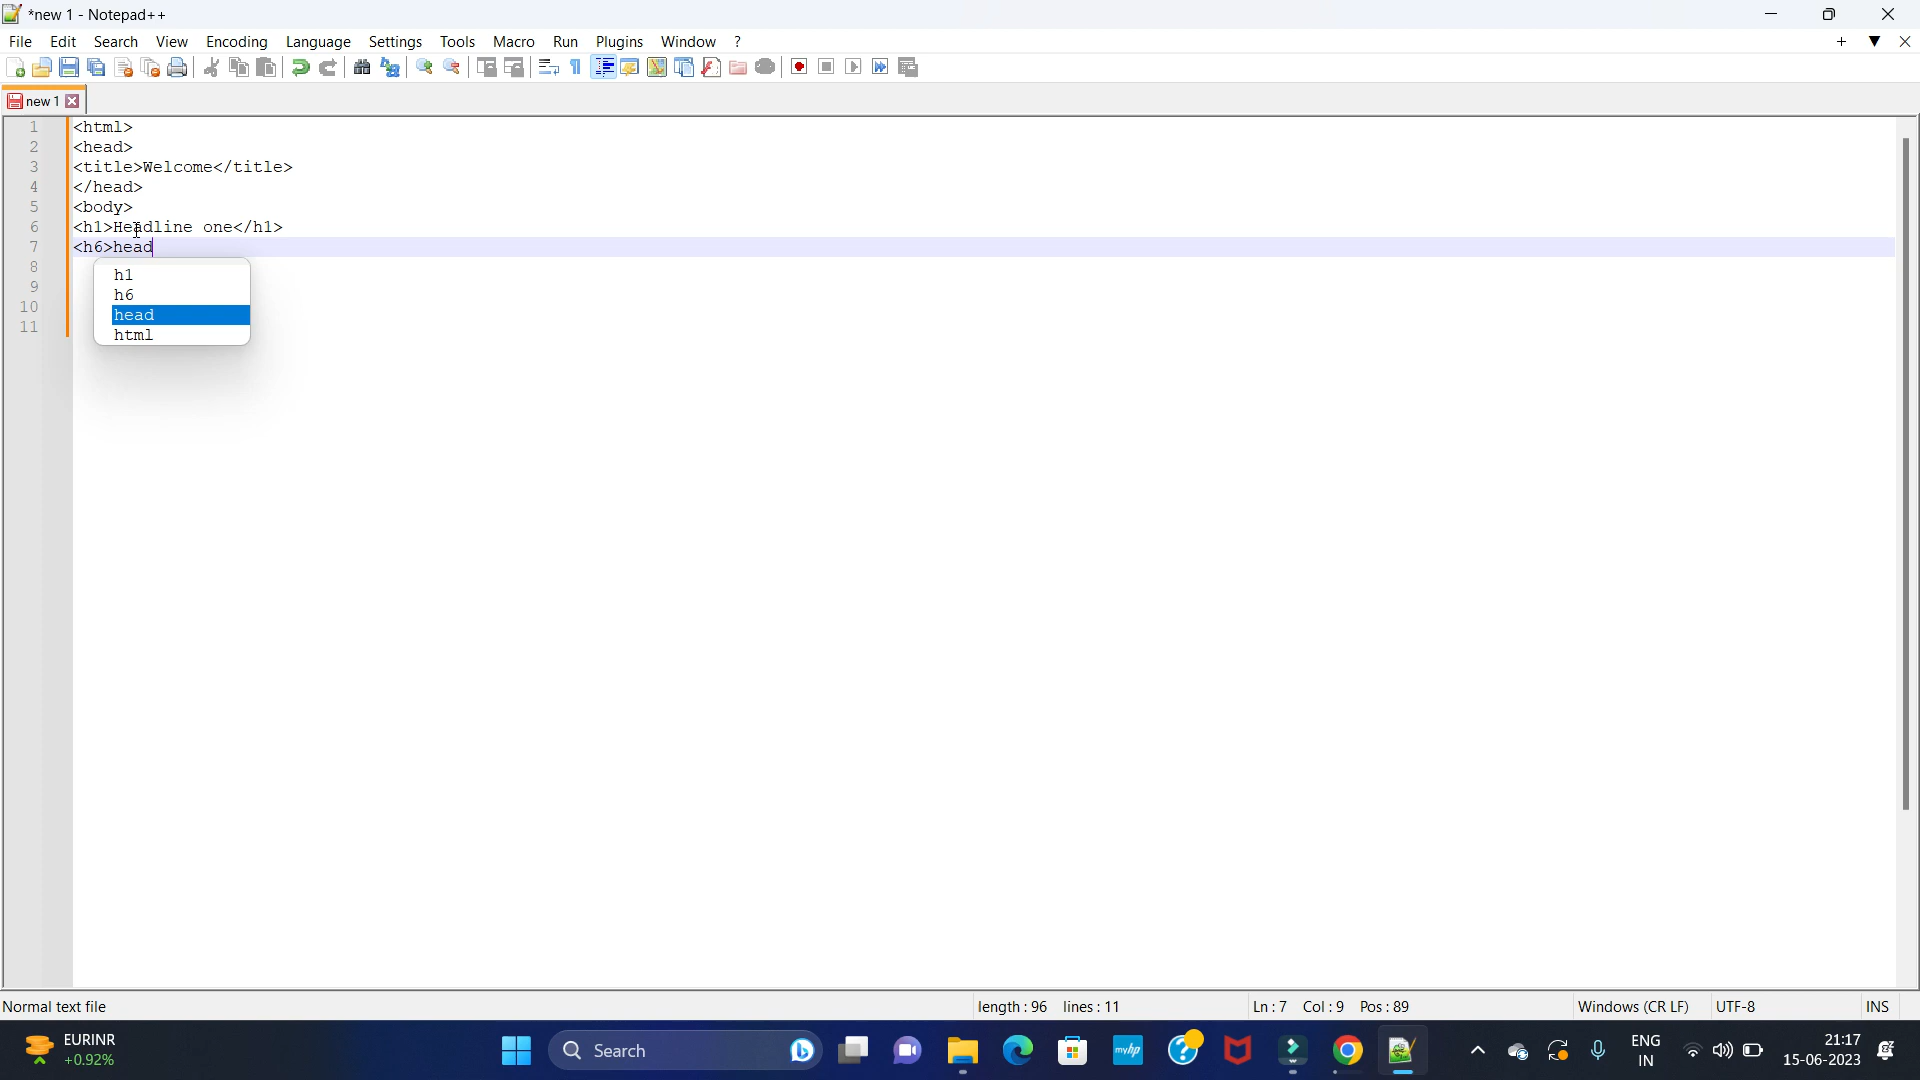 *new 1 - Notepad++
File Edit Search View Encoding Language Settings Tools Macro Run Plugins Window ?
new 1
1 <html>
2 <head>
3 <title>Welcome</title>
4 </head>
5 <body>
6 <h1>Headline one</h1>
7 <h6>head
8
9
10
11
h1
h6
head
html
Normal text file length : 96 lines : 11 Ln : 7 Col : 9 Pos : 89 Windows (CR LF) UTF-8 INS
EURINR
+0.92%
Search
myhp
ENG
IN
21:17
15-06-2023